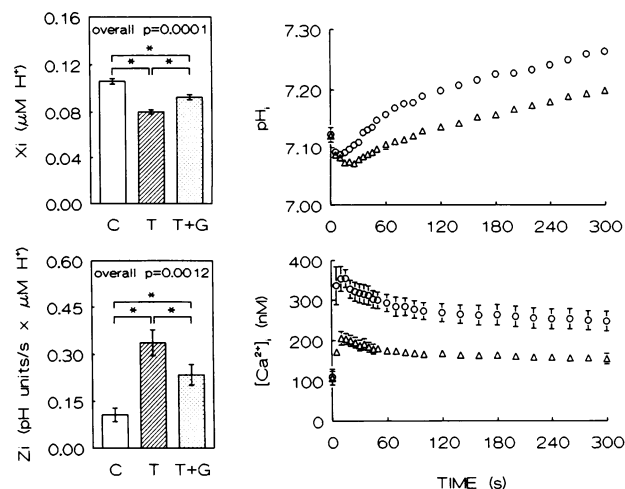 overall p=0.0001
*
* *
Xi (μM H⁺)
0.16
0.12
0.08
0.04
0.00
C T T+G
pHᵢ
7.30
7.20
7.10
7.00
0 60 120 180 240 300
overall p=0.0012
*
* *
Zi (pH units/s × μM H⁺)
0.60
0.45
0.30
0.15
0.00
C T T+G
[Ca²⁺]ᵢ (nM)
400
300
200
100
0
0 60 120 180 240 300
TIME (s)